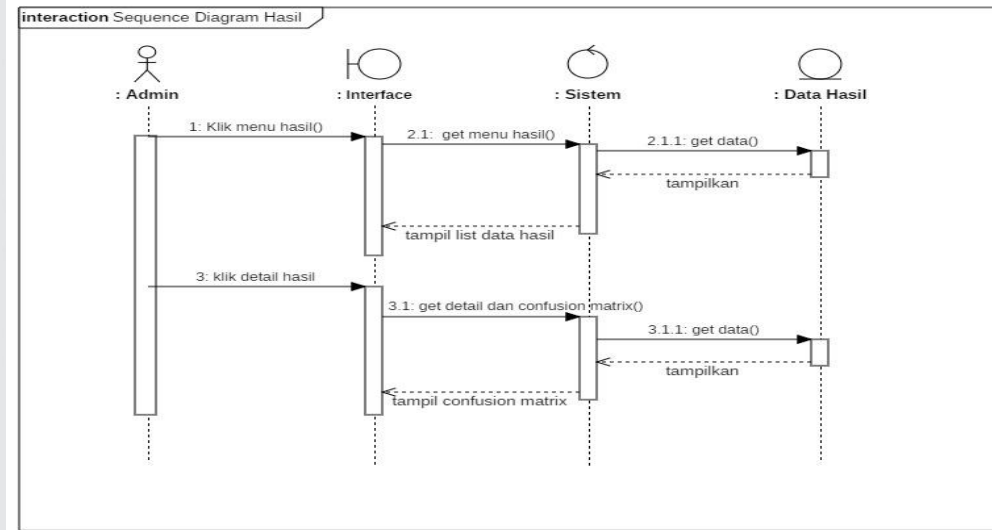 interaction Sequence Diagram Hasil
: Admin
: Interface
: Sistem
: Data Hasil
1: Klik menu hasil()
2.1: get menu hasil()
2.1.1: get data()
tampilkan
tampil list data hasil
3: klik detail hasil
3.1: get detail dan confusion matrix()
3.1.1: get data()
tampilkan
tampil confusion matrix